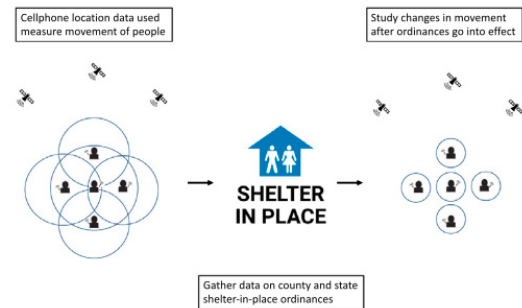 Cellphone location data used
measure movement of people
Study changes in movement
after ordinances go into effect
SHELTER
IN PLACE
Gather data on county and state
shelter-in-place ordinances